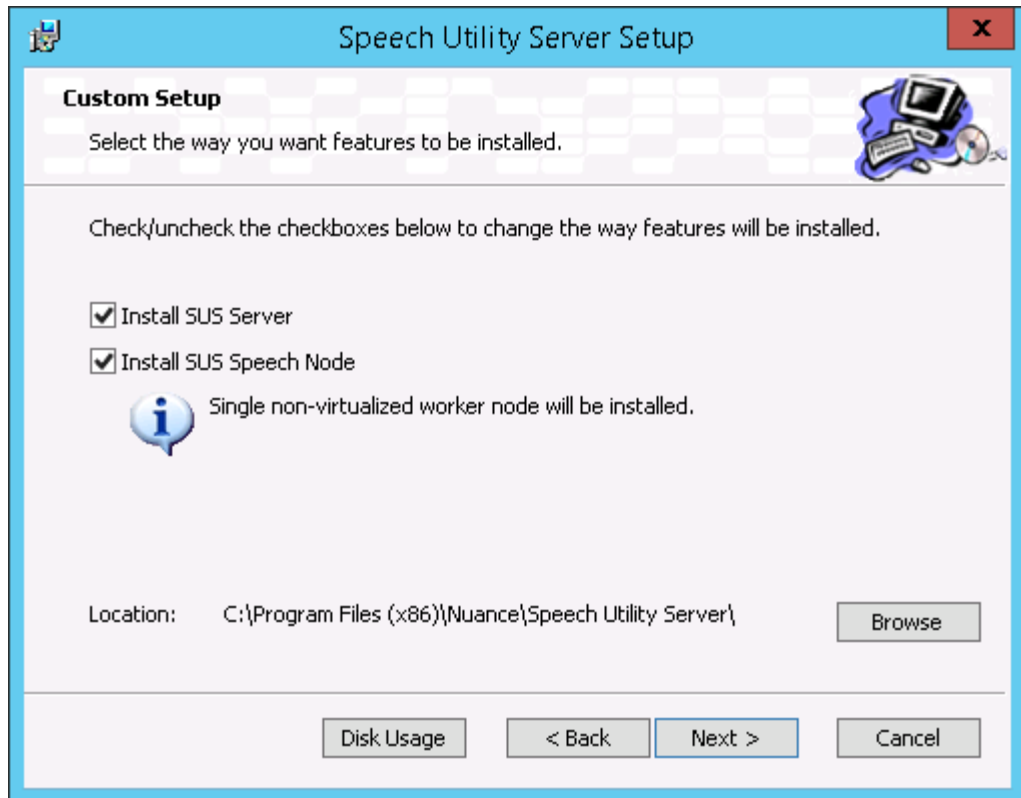 Speech Utility Server Setup
x
Custom Setup
Select the way you want features to be installed.
Check/uncheck the checkboxes below to change the way features will be installed.
Install SUS Server
Install SUS Speech Node
i
Single non-virtualized worker node will be installed.
Location: C:\Program Files (x86)\Nuance\Speech Utility Server\
Browse
Disk Usage < Back Next > Cancel